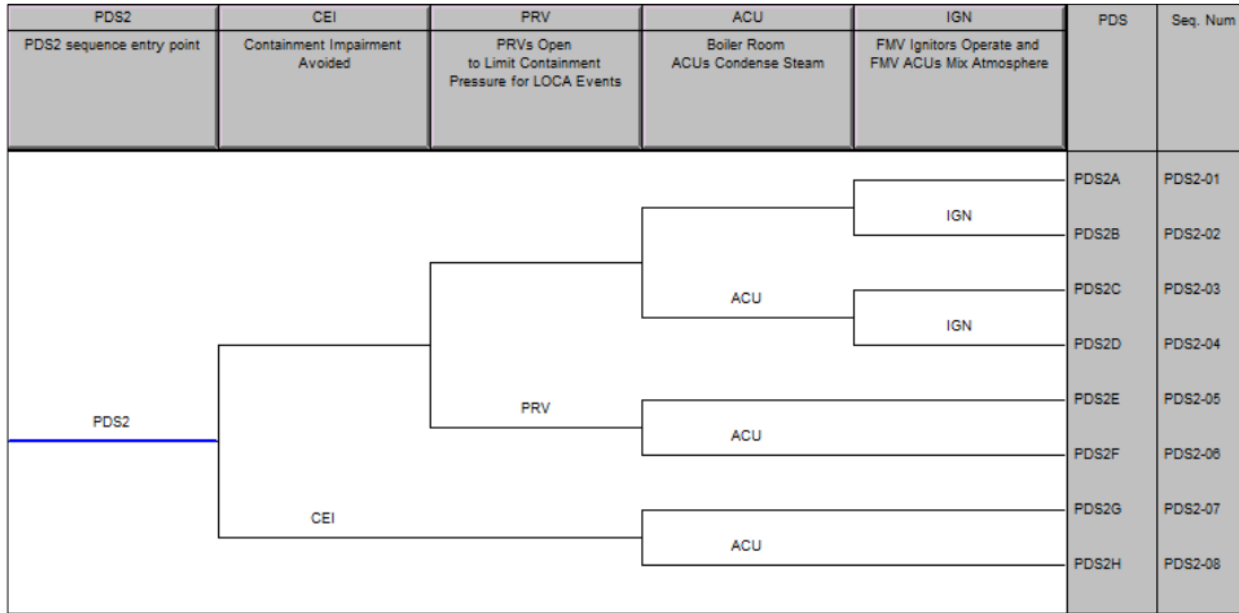 PDS2 CEI PRV ACU IGN PDS Seq. Num
PDS2 sequence entry point
Containment Impairment
Avoided
PRVs Open
to Limit Containment
Pressure for LOCA Events
Boiler Room
ACUs Condense Steam
FMV Ignitors Operate and
FMV ACUs Mix Atmosphere
PDS2A PDS2-01
IGN
PDS2B PDS2-02
ACU
PDS2C PDS2-03
IGN
PDS2D PDS2-04
PRV
PDS2E PDS2-05
PDS2
ACU
PDS2F PDS2-06
CEI
PDS2G PDS2-07
ACU
PDS2H PDS2-08